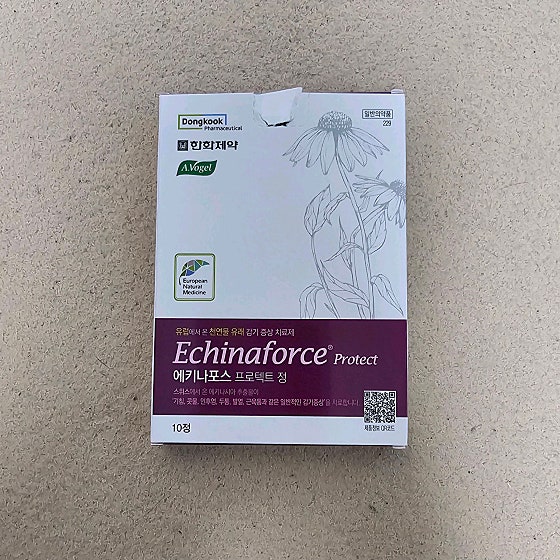 Dongkook
Pharmaceutical
일반의약품
229
한화제약
A.Vogel
European
Natural
Medicine
유럽에서 온 천연물 유래 감기 증상 치료제
Echinaforce® Protect
에키나포스 프로텍트 정
스위스에서 온 에키나시아 추출물이
"기침, 콧물, 인후염, 두통, 발열, 근육통과 같은 일반적인 감기증상"을 치료합니다.
10정
제품정보 QR코드